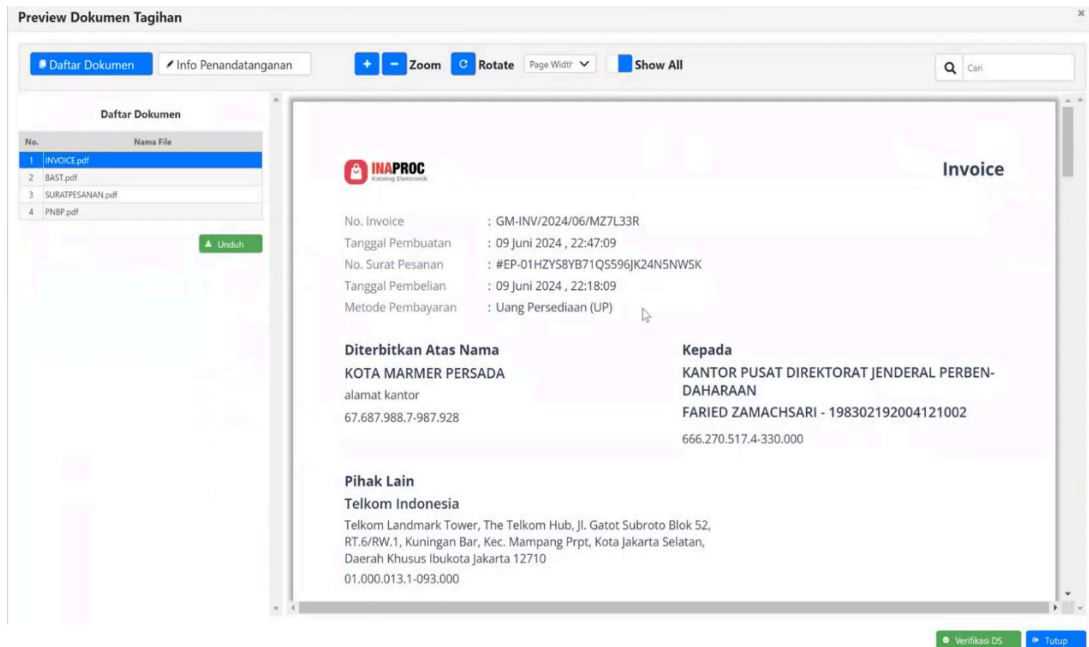 Preview Dokumen Tagihan
Daftar Dokumen
Info Penandatanganan
+ - Zoom
Rotate
Page Width
Show All
Cari
Daftar Dokumen
No. Nama File
1 INVOICE.pdf
2 BAST.pdf
3 SURATPESANAN.pdf
4 PNBP.pdf
Unduh
INAPROC
Katalog Elektronik
Invoice
No. Invoice : GM-INV/2024/06/MZ7L33R
Tanggal Pembuatan : 09 Juni 2024 , 22:47:09
No. Surat Pesanan : #EP-01HZYS8YB71QS596JK24N5NWSK
Tanggal Pembelian : 09 Juni 2024 , 22:18:09
Metode Pembayaran : Uang Persediaan (UP)
Diterbitkan Atas Nama
KOTA MARMER PERSADA
alamat kantor
67.687.988.7-987.928
Kepada
KANTOR PUSAT DIREKTORAT JENDERAL PERBEN-
DAHARAAN
FARIED ZAMACHSARI - 198302192004121002
666.270.517.4-330.000
Pihak Lain
Telkom Indonesia
Telkom Landmark Tower, The Telkom Hub, Jl. Gatot Subroto Blok 52,
RT.6/RW.1, Kuningan Bar, Kec. Mampang Prpt, Kota Jakarta Selatan,
Daerah Khusus Ibukota Jakarta 12710
01.000.013.1-093.000
Verifikasi DS
Tutup